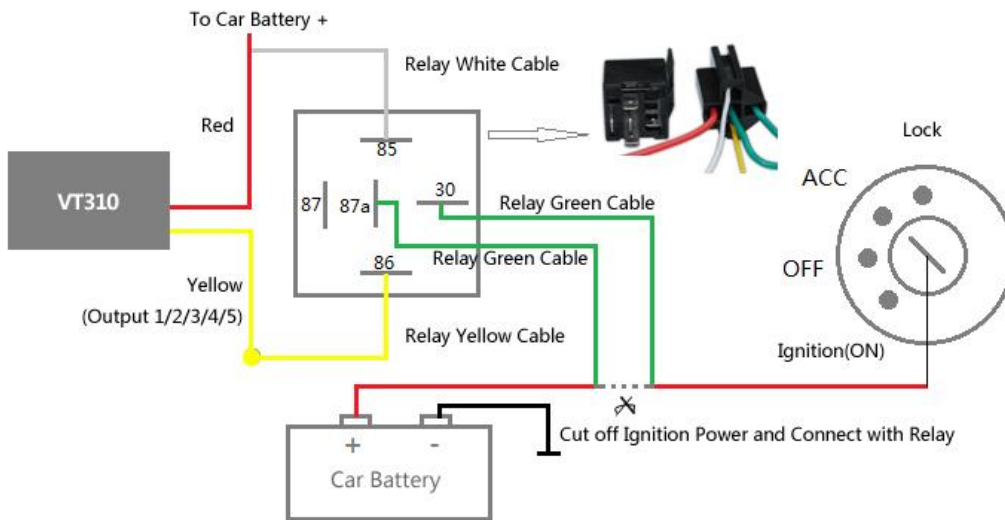 To Car Battery +
Relay White Cable
Red
Lock
85
ACC
VT310
87
87a
30
Relay Green Cable
Relay Green Cable
OFF
86
Yellow
(Output 1/2/3/4/5)
Relay Yellow Cable
Ignition(ON)
Cut off Ignition Power and Connect with Relay
+ -
Car Battery